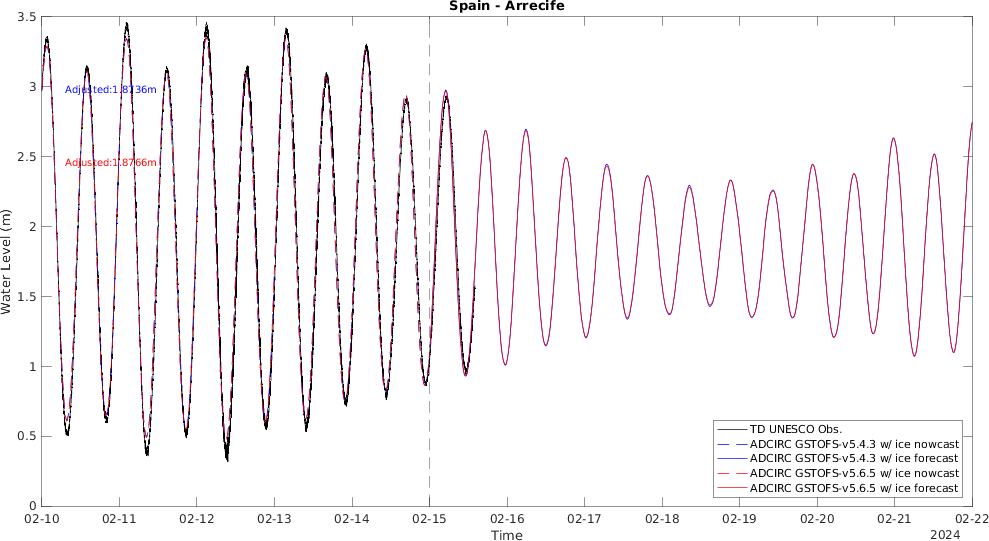 Spain - Arrecife
3.5
3
2.5
2
1.5
1
0.5
0
Water Level (m)
Adjusted:1.8736m
Adjusted:1.8766m
TD UNESCO Obs.
ADCIRC GSTOFS-v5.4.3 w/ ice nowcast
ADCIRC GSTOFS-v5.4.3 w/ ice forecast
ADCIRC GSTOFS-v5.6.5 w/ ice nowcast
ADCIRC GSTOFS-v5.6.5 w/ ice forecast
02-10 02-11 02-12 02-13 02-14 02-15 02-16 02-17 02-18 02-19 02-20 02-21 02-22
Time
2024